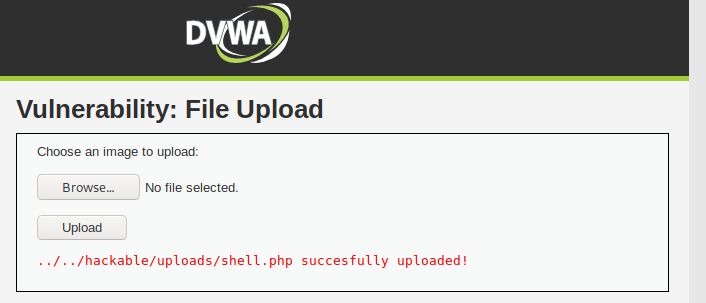 DVWA
Vulnerability: File Upload
Choose an image to upload:
Browse... No file selected.
Upload
../../hackable/uploads/shell.php succesfully uploaded!